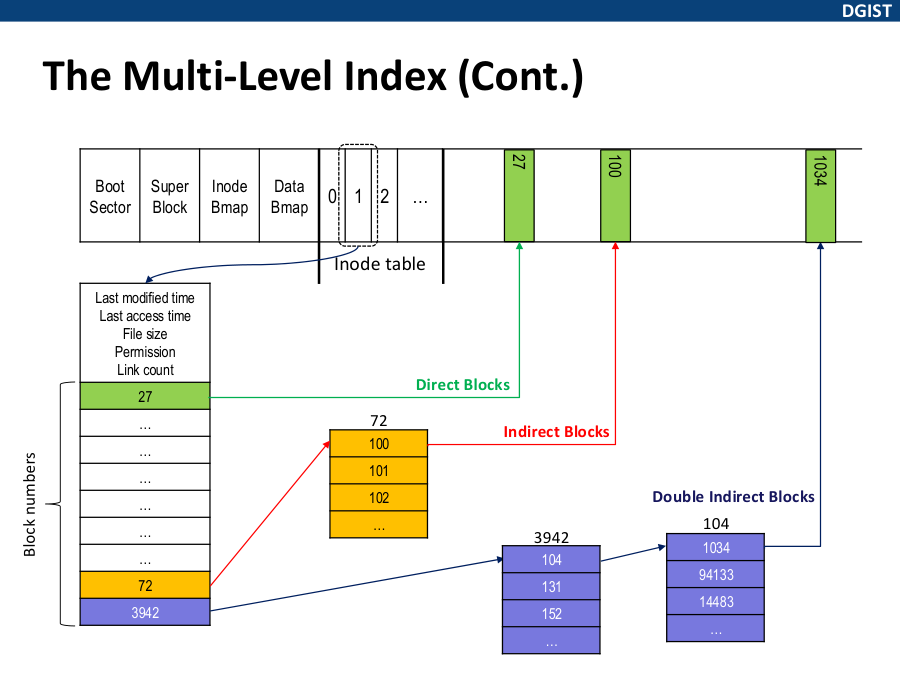 DGIST
The Multi-Level Index (Cont.)
Boot
Sector
Super
Block
Inode
Bmap
Data
Bmap
0
1
2
...
27
100
1034
Inode table
Last modified time
Last access time
File size
Permission
Link count
27
...
...
...
...
...
...
72
3942
Block numbers
Direct Blocks
72
100
101
102
...
Indirect Blocks
3942
104
131
152
...
Double Indirect Blocks
104
1034
94133
14483
...